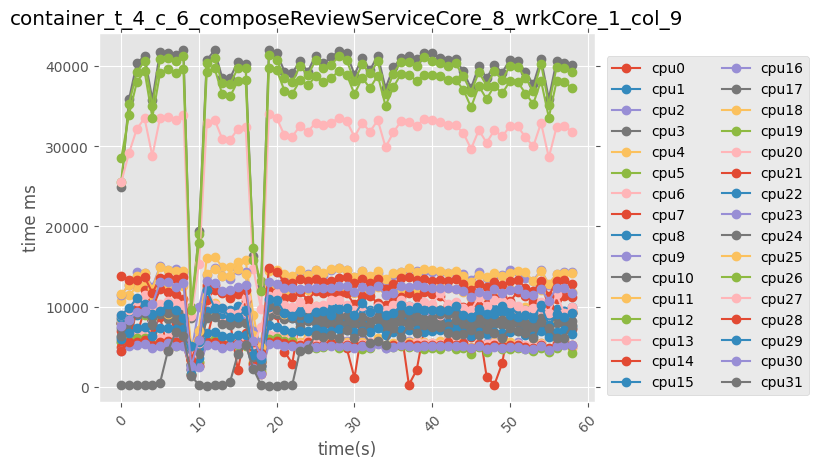 container_t_4_c_6_composeReviewServiceCore_8_wrkCore_1_col_9
40000
30000
20000
10000
0
time ms
0
10
20
30
40
50
60
time(s)
cpu0
cpu1
cpu2
cpu3
cpu4
cpu5
cpu6
cpu7
cpu8
cpu9
cpu10
cpu11
cpu12
cpu13
cpu14
cpu15
cpu16
cpu17
cpu18
cpu19
cpu20
cpu21
cpu22
cpu23
cpu24
cpu25
cpu26
cpu27
cpu28
cpu29
cpu30
cpu31